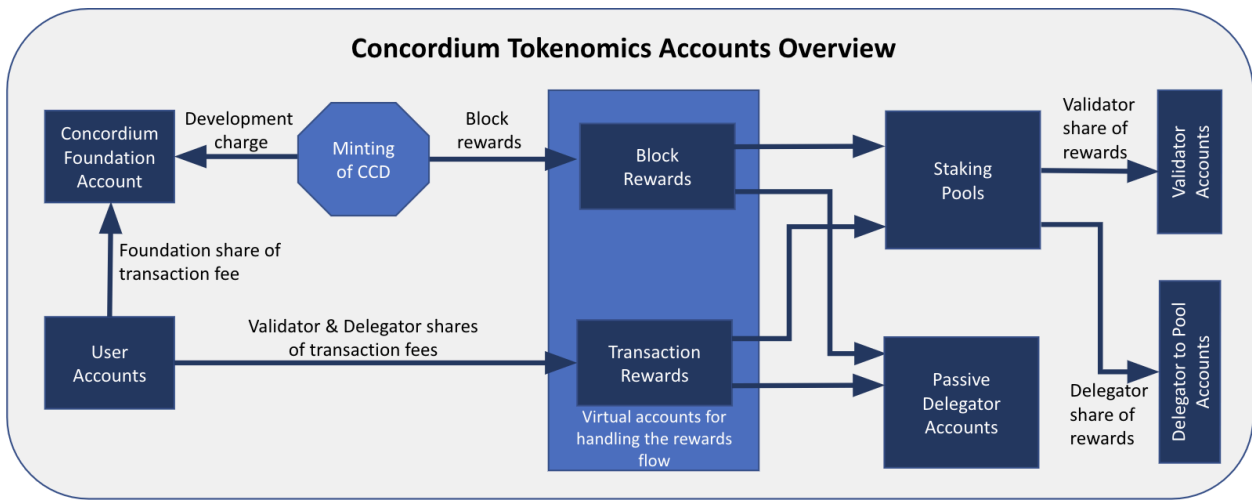 Concordium Tokenomics Accounts Overview
Concordium
Foundation
Account
Development
charge
Minting
of CCD
Block
rewards
Block
Rewards
Staking
Pools
Validator
share of
rewards
Validator
Accounts
Foundation share of
transaction fee
User
Accounts
Validator & Delegator shares
of transaction fees
Transaction
Rewards
Virtual accounts for
handling the rewards
flow
Passive
Delegator
Accounts
Delegator
share of
rewards
Delegator to Pool
Accounts